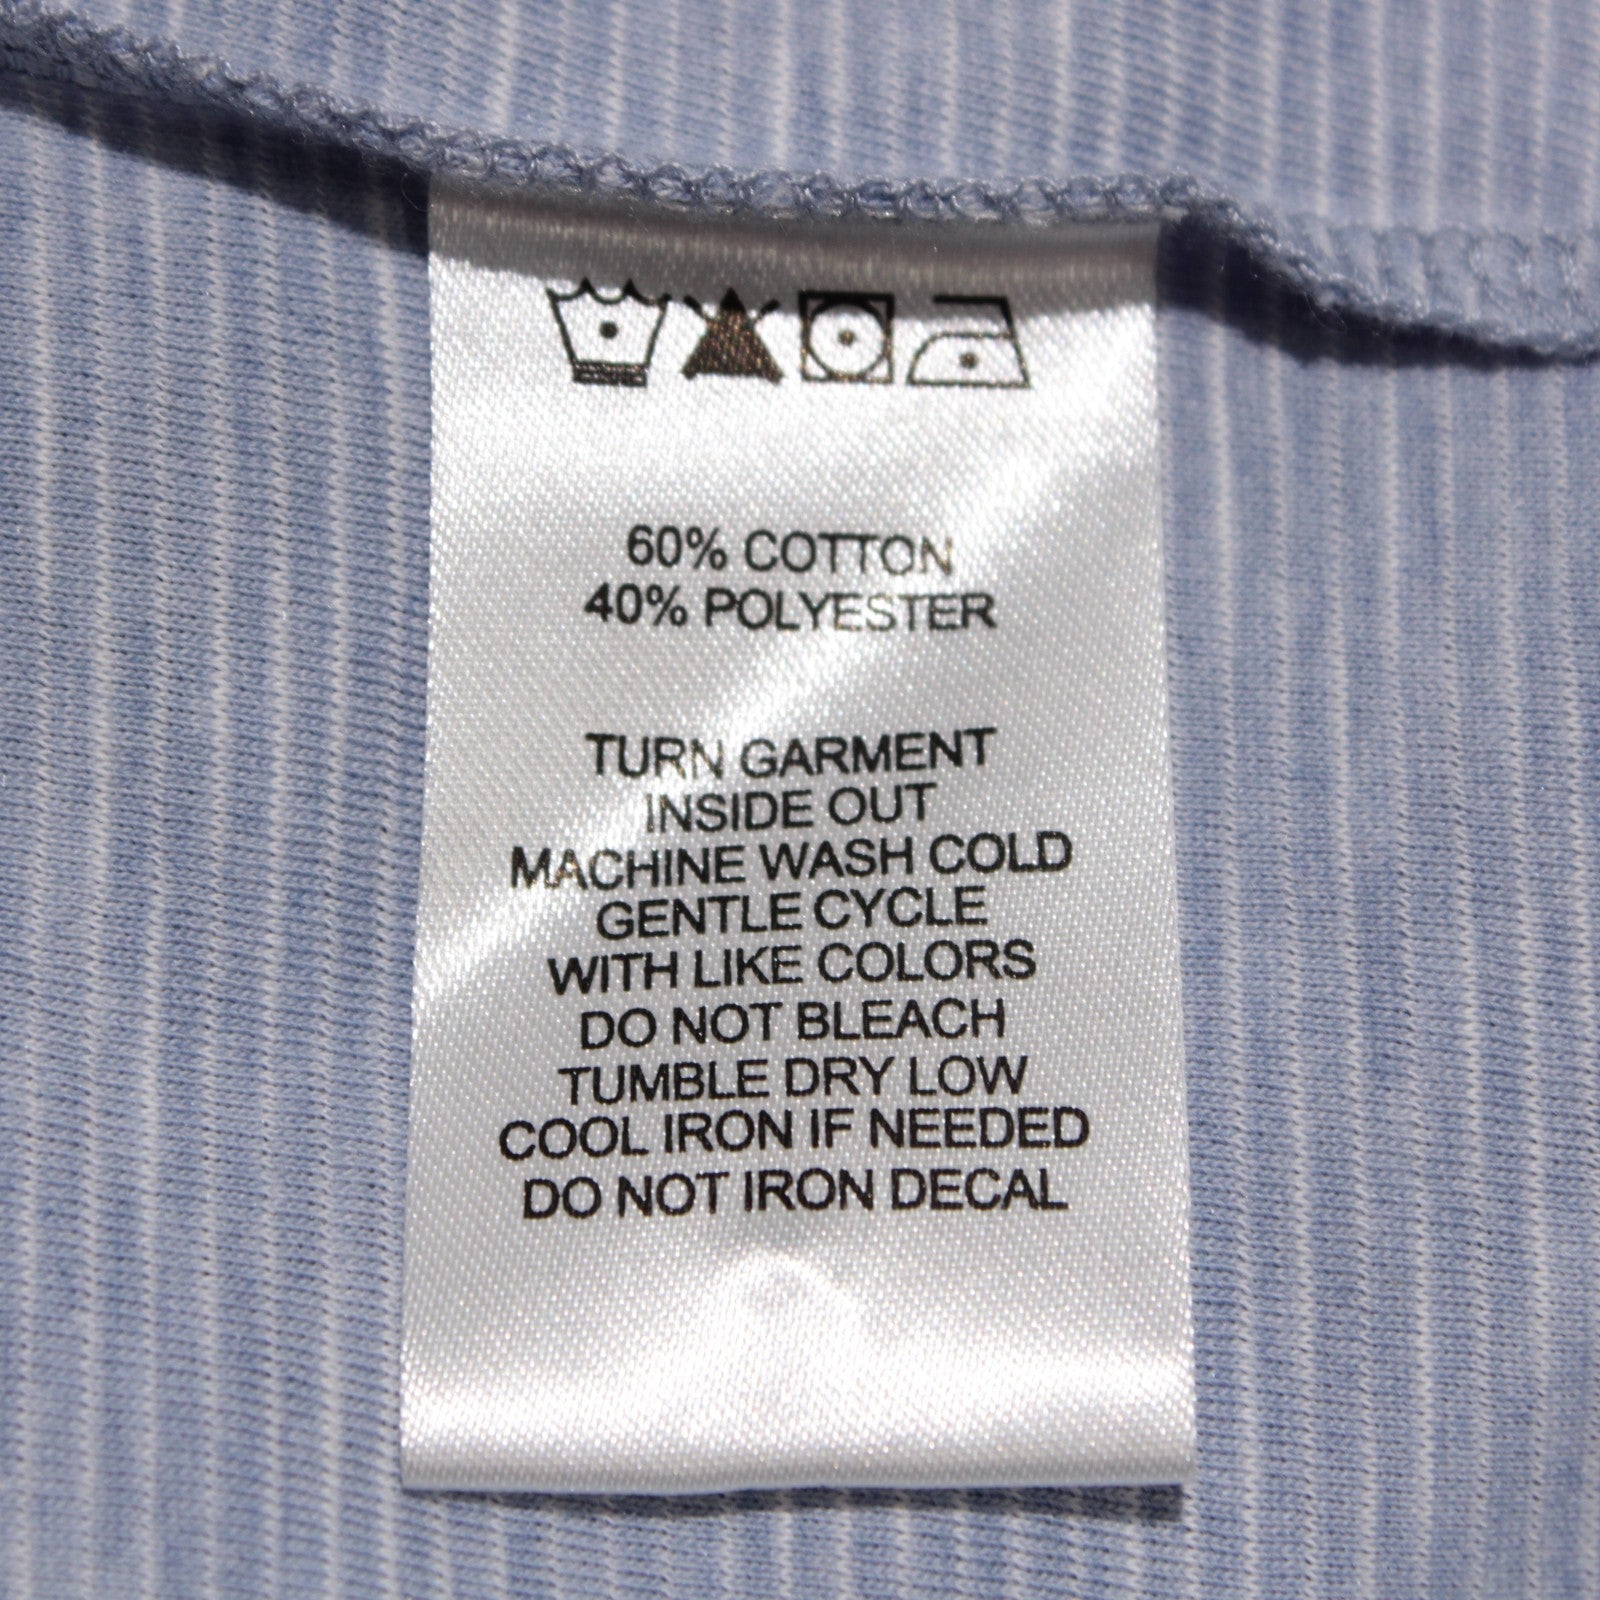 60% COTTON
40% POLYESTER
TURN GARMENT
INSIDE OUT
MACHINE WASH COLD
GENTLE CYCLE
WITH LIKE COLORS
DO NOT BLEACH
TUMBLE DRY LOW
COOL IRON IF NEEDED
DO NOT IRON DECAL